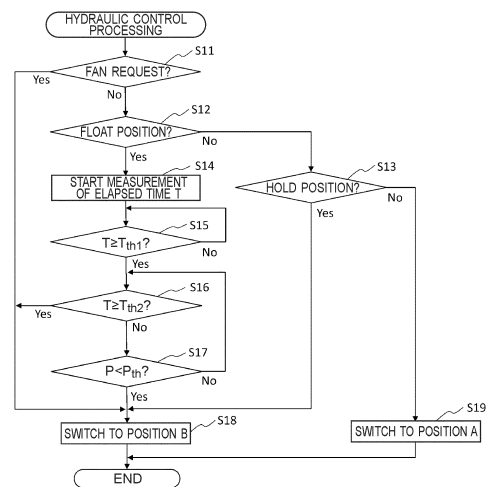 HYDRAULIC CONTROL
PROCESSING
S11
FAN REQUEST?
Yes
No
S12
FLOAT POSITION?
No
Yes
S14
START MEASUREMENT
OF ELAPSED TIME T
S13
HOLD POSITION?
No
Yes
S15
T≥Tth1?
No
Yes
S16
T≥Tth2?
Yes
No
S17
P<Pth?
No
Yes
S18
SWITCH TO POSITION B
S19
SWITCH TO POSITION A
END